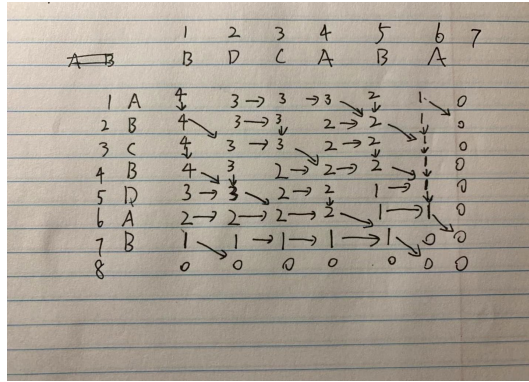 1 2 3 4 5 6 7
B D C A B A
1 A 4 3 → 3 → 3 2 1 0
2 B 4 3 → 3 2 → 2 1 0
3 C 4 3 → 3 2 → 2 1 0
4 B 4 3 2 → 2 → 2 1 0
5 D 3 → 3 2 → 2 1 → 1 0
6 A 2 → 2 → 2 → 2 1 → 1 0
7 B 1 1 → 1 → 1 → 1 0 0
8 0 0 0 0 0 0 0